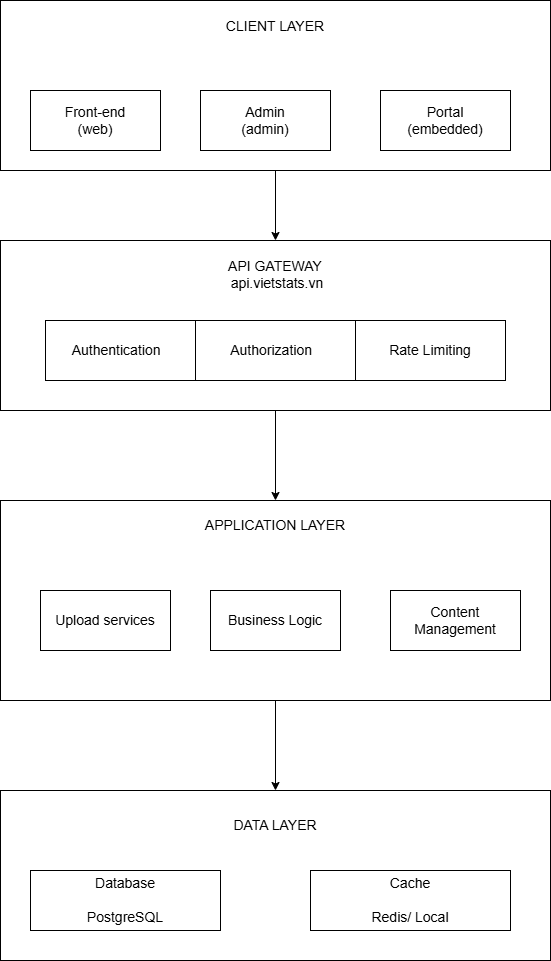 CLIENT LAYER
Front-end
(web)
Admin
(admin)
Portal
(embedded)
API GATEWAY
api.vietstats.vn
Authentication
Authorization
Rate Limiting
APPLICATION LAYER
Upload services
Business Logic
Content
Management
DATA LAYER
Database
PostgreSQL
Cache
Redis/ Local